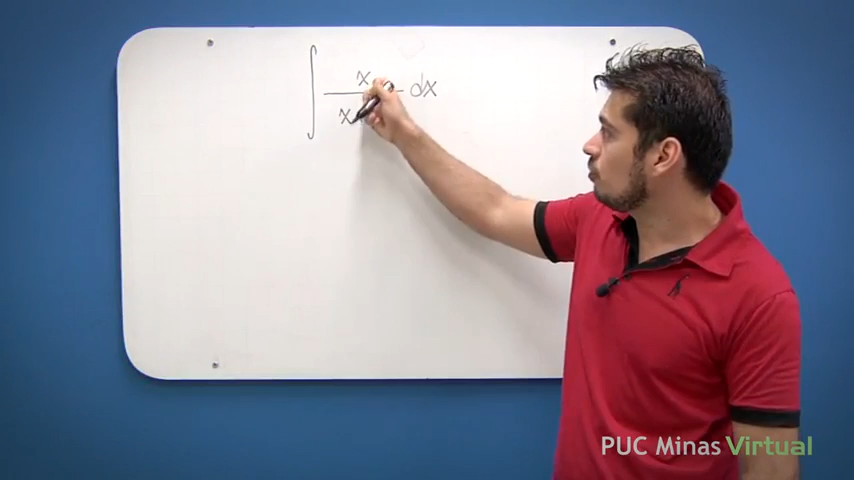 ∫ x
x dx
PUC Minas Virtual